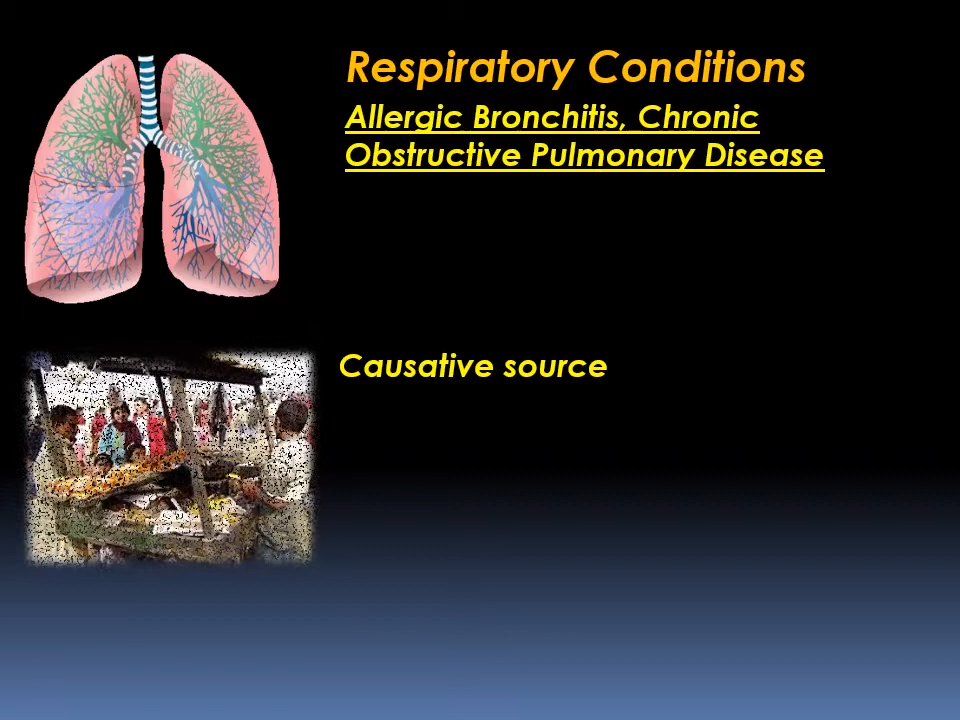 Respiratory Conditions
Allergic Bronchitis, Chronic
Obstructive Pulmonary Disease
Causative source